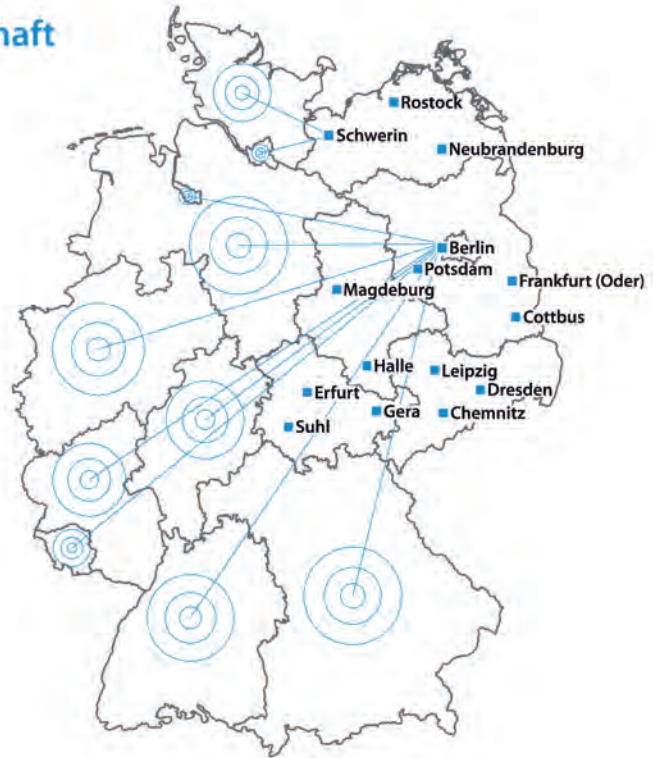 haft
Rostock
Schwerin
Neubrandenburg
Berlin
Potsdam
Frankfurt (Oder)
Magdeburg
Cottbus
Halle
Leipzig
Erfurt
Dresden
Gera
Chemnitz
Suhl